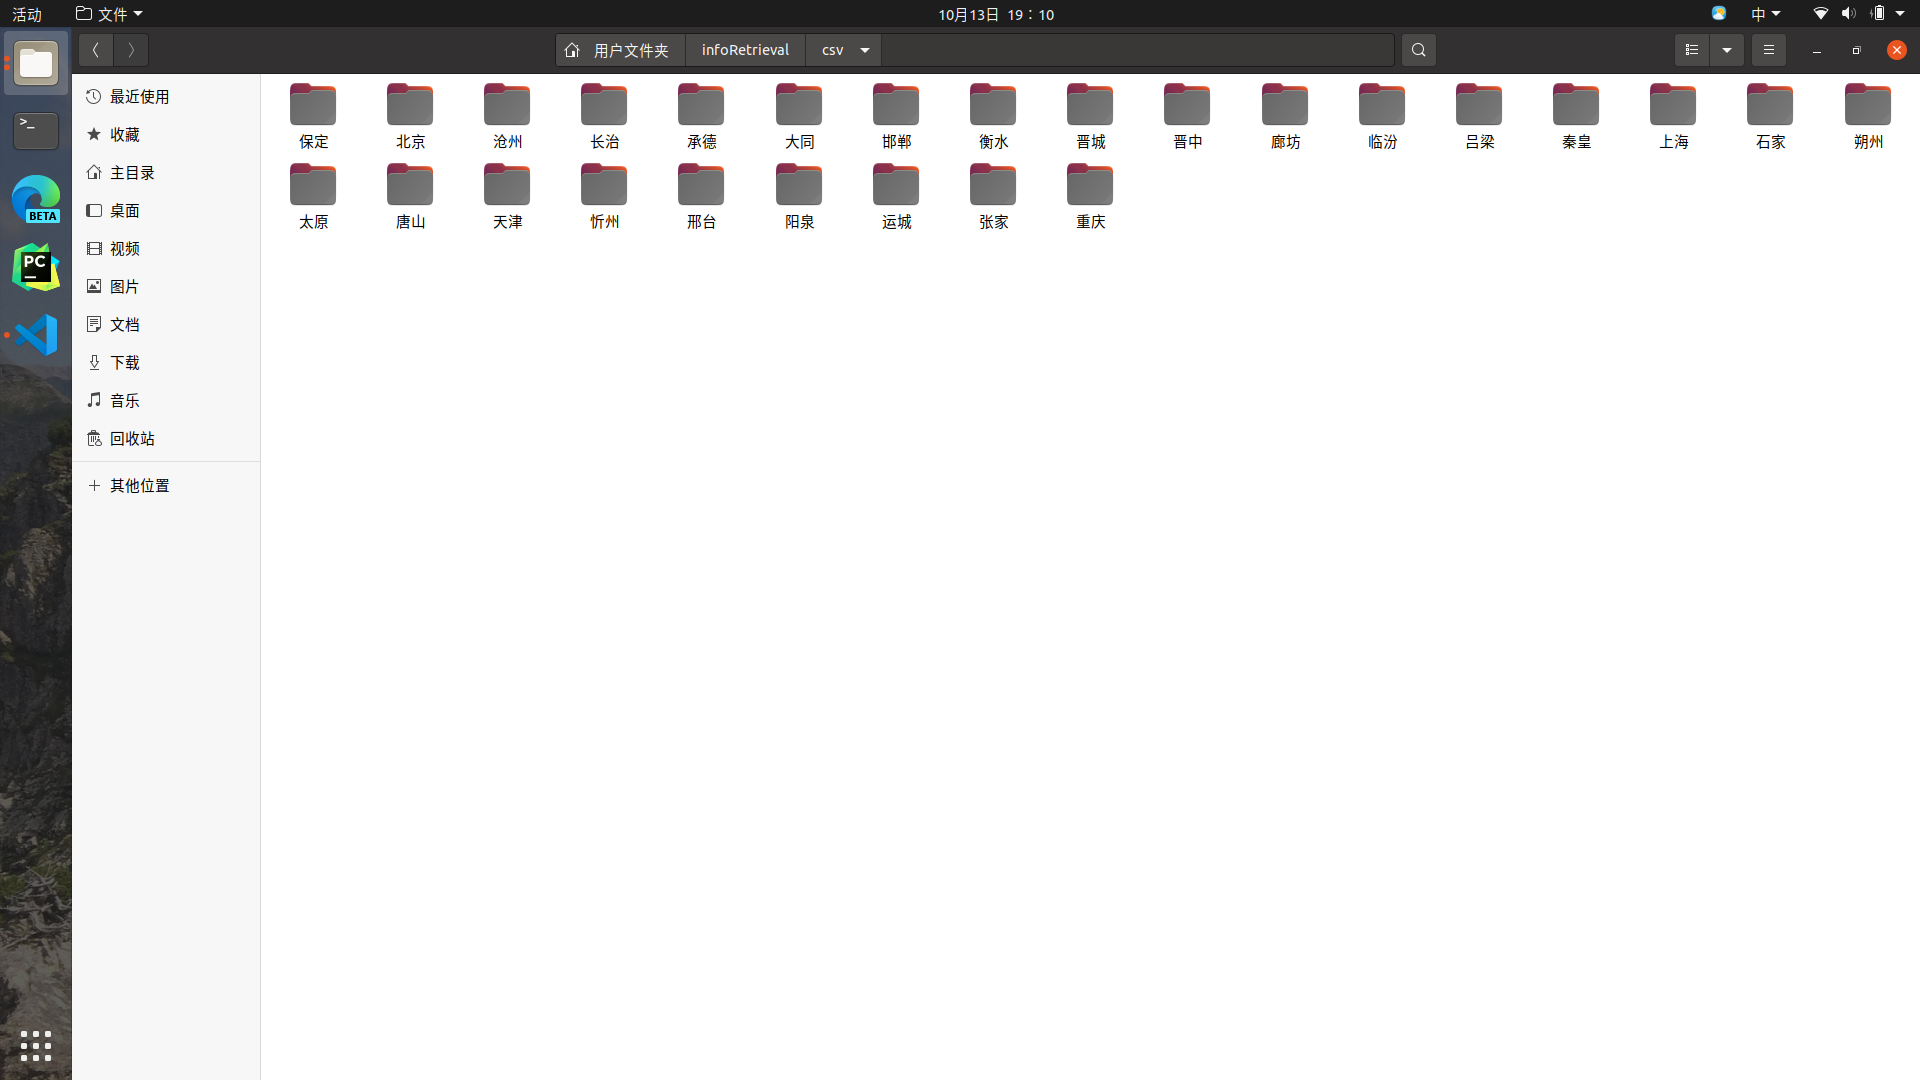 活动 文件 10月13日 19：10 中
用户文件夹 infoRetrieval csv
>_
BETA
PC
最近使用
收藏
主目录
桌面
视频
图片
文档
下载
音乐
回收站
其他位置
保定 北京 沧州 长治 承德 大同 邯郸 衡水 晋城 晋中 廊坊 临汾 吕梁 秦皇 上海 石家 朔州
太原 唐山 天津 忻州 邢台 阳泉 运城 张家 重庆